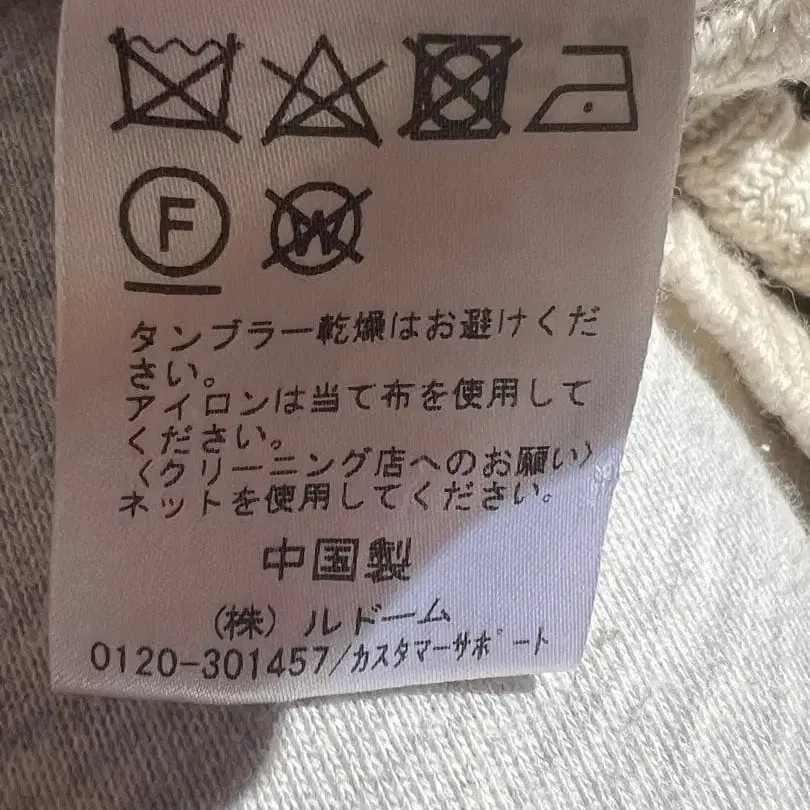 F W
タンブラー乾燥はお避けくだ
さい。
アイロンは当て布を使用して
ください。
〈クリーニング店へのお願い〉
ネットを使用してください。
中国製
(株) ルドーム
0120-301457/カスタマーサポート